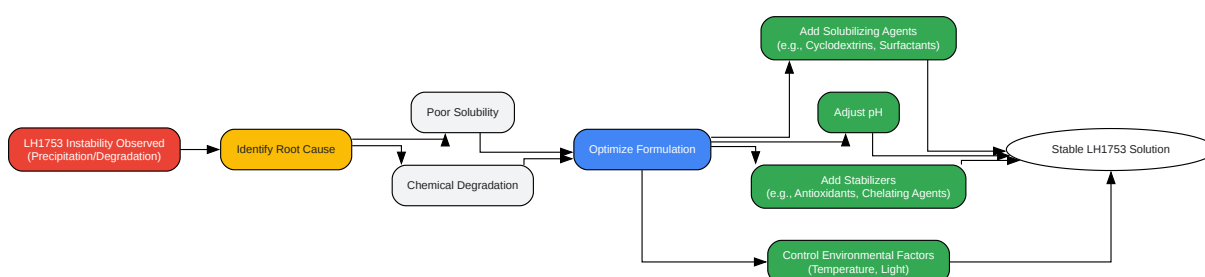 LH1753 Instability Observed
(Precipitation/Degradation)
Identify Root Cause
Poor Solubility
Chemical Degradation
Optimize Formulation
Add Solubilizing Agents
(e.g., Cyclodextrins, Surfactants)
Adjust pH
Add Stabilizers
(e.g., Antioxidants, Chelating Agents)
Control Environmental Factors
(Temperature, Light)
Stable LH1753 Solution